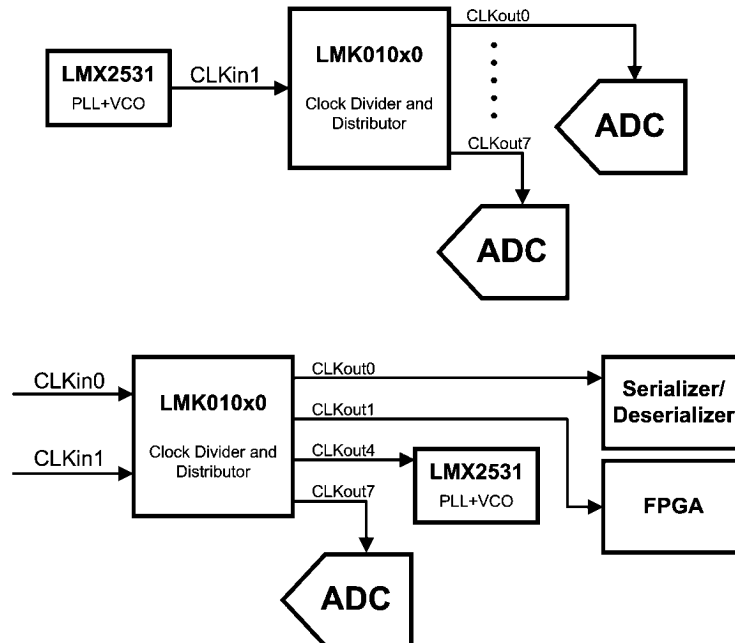 CLKout0
LMK010x0
LMX2531
CLKin1
PLL+VCO
Clock Divider and
Distributor
ADC
CLKout7
ADC
CLKout0
CLKin0
Serializer/
Deserializer
LMK010x0
CLKout1
Clock Divider and
Distributor
CLKout4
CLKin1
LMX2531
PLL+VCO
CLKout7
FPGA
ADC